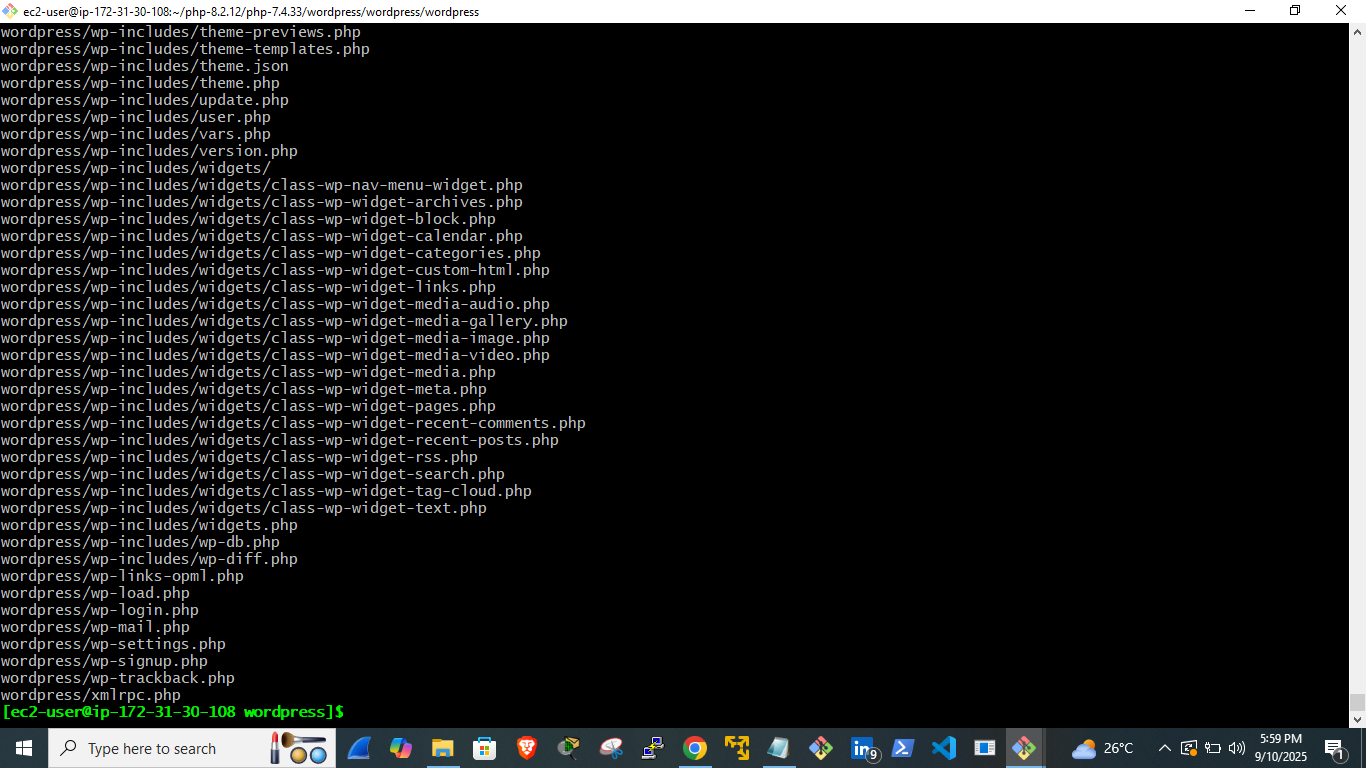 ec2-user@ip-172-31-30-108:~/php-8.2.12/php-7.4.33/wordpress/wordpress/wordpress
wordpress/wp-includes/theme-previews.php
wordpress/wp-includes/theme-templates.php
wordpress/wp-includes/theme.json
wordpress/wp-includes/theme.php
wordpress/wp-includes/update.php
wordpress/wp-includes/user.php
wordpress/wp-includes/vars.php
wordpress/wp-includes/version.php
wordpress/wp-includes/widgets/
wordpress/wp-includes/widgets/class-wp-nav-menu-widget.php
wordpress/wp-includes/widgets/class-wp-widget-archives.php
wordpress/wp-includes/widgets/class-wp-widget-block.php
wordpress/wp-includes/widgets/class-wp-widget-calendar.php
wordpress/wp-includes/widgets/class-wp-widget-categories.php
wordpress/wp-includes/widgets/class-wp-widget-custom-html.php
wordpress/wp-includes/widgets/class-wp-widget-links.php
wordpress/wp-includes/widgets/class-wp-widget-media-audio.php
wordpress/wp-includes/widgets/class-wp-widget-media-gallery.php
wordpress/wp-includes/widgets/class-wp-widget-media-image.php
wordpress/wp-includes/widgets/class-wp-widget-media-video.php
wordpress/wp-includes/widgets/class-wp-widget-media.php
wordpress/wp-includes/widgets/class-wp-widget-meta.php
wordpress/wp-includes/widgets/class-wp-widget-pages.php
wordpress/wp-includes/widgets/class-wp-widget-recent-comments.php
wordpress/wp-includes/widgets/class-wp-widget-recent-posts.php
wordpress/wp-includes/widgets/class-wp-widget-rss.php
wordpress/wp-includes/widgets/class-wp-widget-search.php
wordpress/wp-includes/widgets/class-wp-widget-tag-cloud.php
wordpress/wp-includes/widgets/class-wp-widget-text.php
wordpress/wp-includes/widgets.php
wordpress/wp-includes/wp-db.php
wordpress/wp-includes/wp-diff.php
wordpress/wp-links-opml.php
wordpress/wp-load.php
wordpress/wp-login.php
wordpress/wp-mail.php
wordpress/wp-settings.php
wordpress/wp-signup.php
wordpress/wp-trackback.php
wordpress/xmlrpc.php
[ec2-user@ip-172-31-30-108 wordpress]$
Type here to search
in
9
26°C
5:59 PM
9/10/2025
1